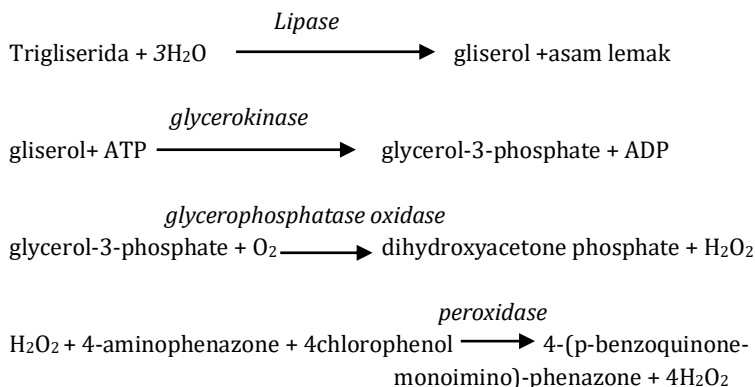 Lipase
Trigliserida + 3H₂O gliserol +asam lemak
glycerokinase
gliserol+ ATP glycerol-3-phosphate + ADP
glycerophosphatase oxidase
glycerol-3-phosphate + O₂ dihydroxyacetone phosphate + H₂O₂
peroxidase
H₂O₂ + 4-aminophenazone + 4chlorophenol 4-(p-benzoquinone-
monoimino)-phenazone + 4H₂O₂